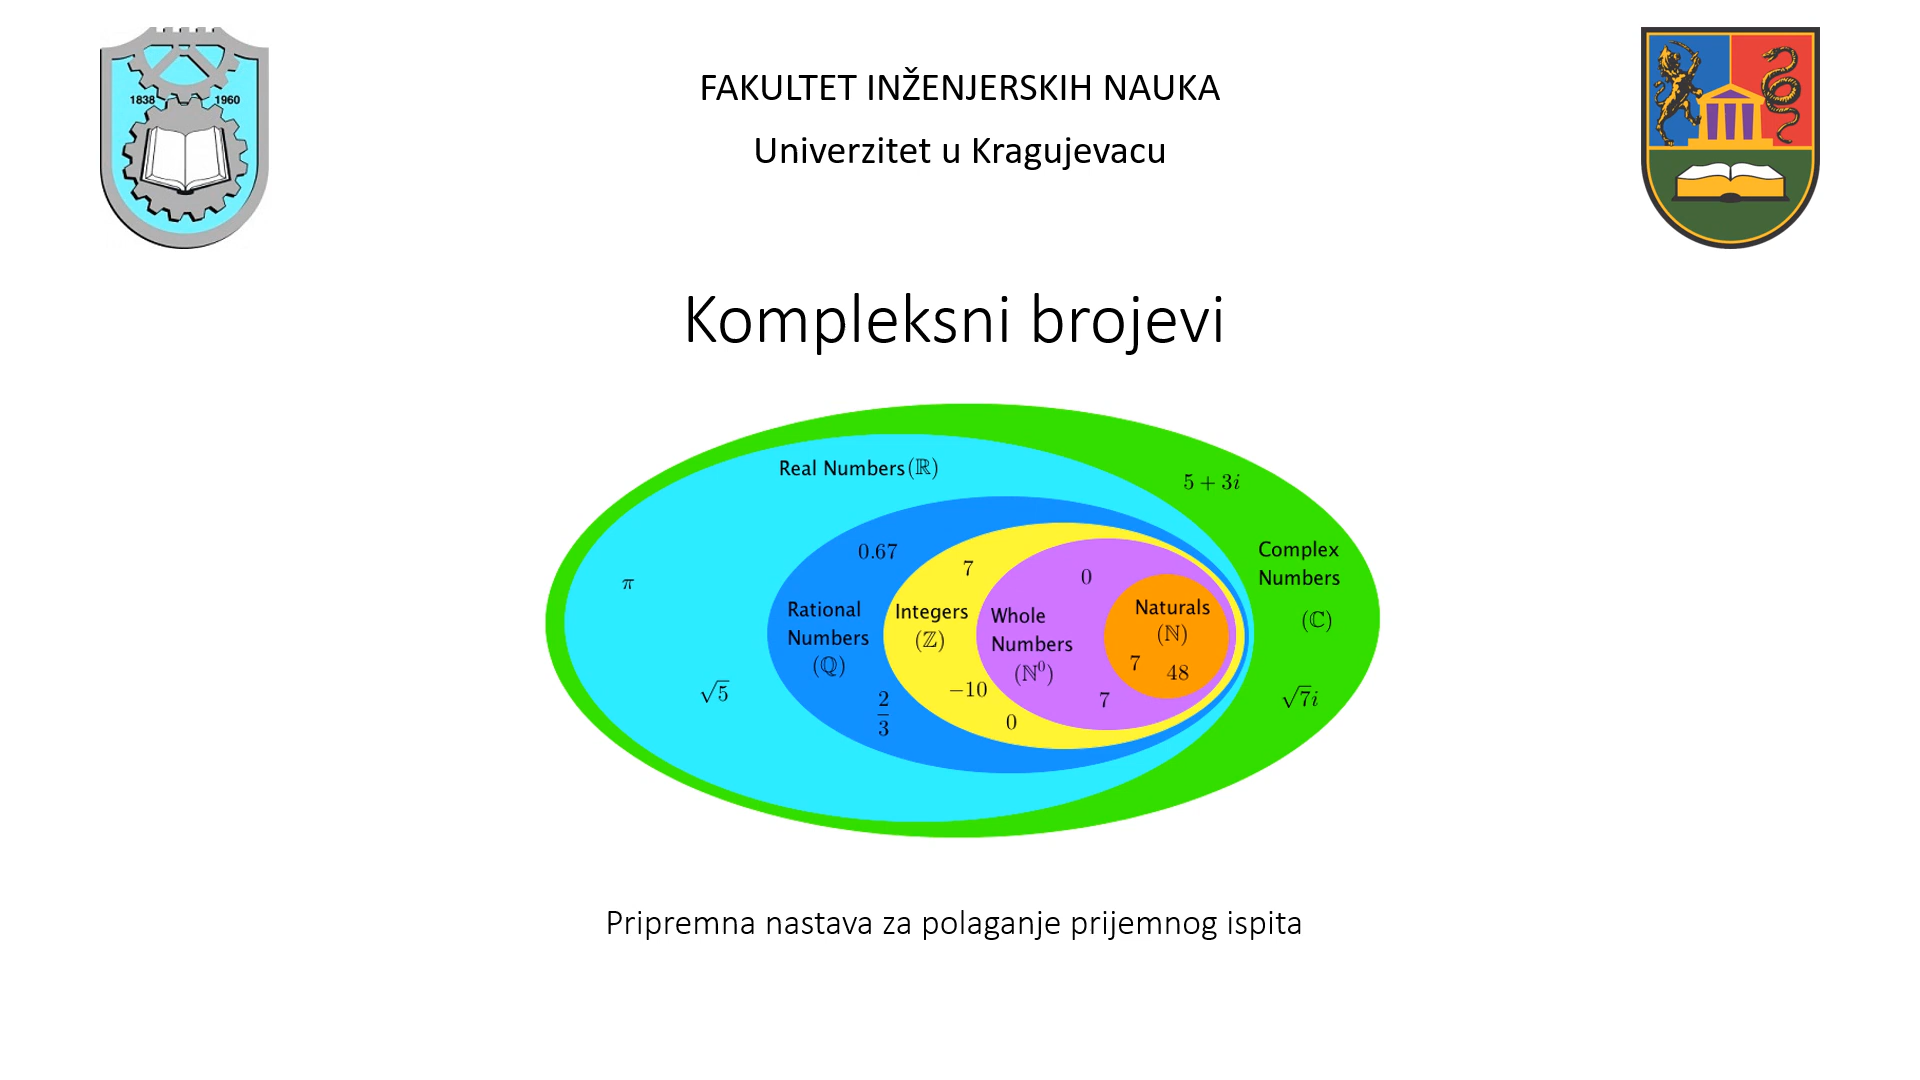 1838 1960
FAKULTET INŽENJERSKIH NAUKA
Univerzitet u Kragujevacu
Kompleksni brojevi
Real Numbers (ℝ)
5 + 3i
0.67
7
0
Complex
Numbers
(ℂ)
π
Rational
Numbers
(ℚ)
Integers
(ℤ)
Whole
Numbers
(ℕ⁰)
Naturals
(ℕ)
7 48
√5
2/3
−10
0
7
√7i
Pripremna nastava za polaganje prijemnog ispita